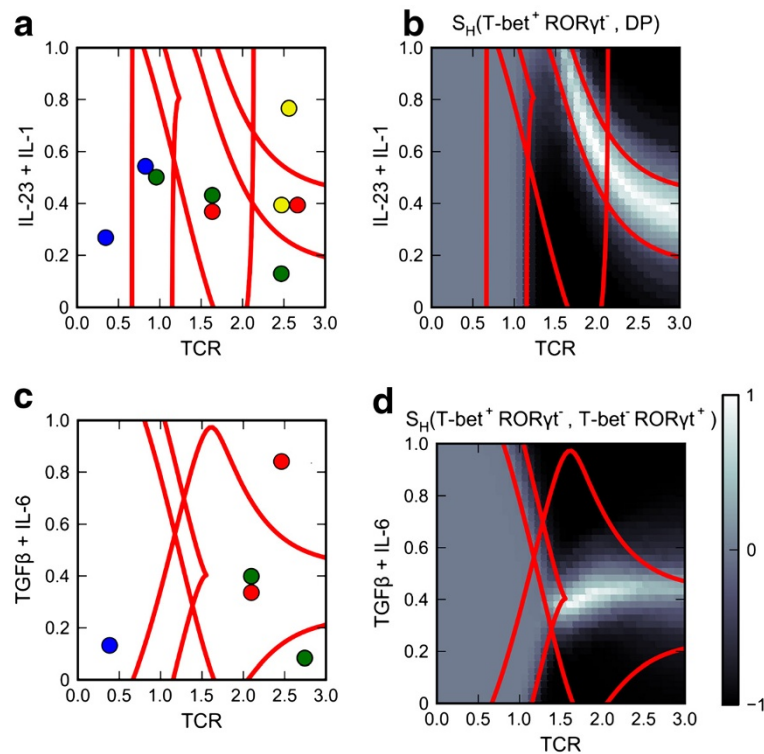 a
1.0
0.8
0.6
0.4
0.2
0
IL-23 + IL-1
0.0 0.5 1.0 1.5 2.0 2.5 3.0
TCR
b
S_H(T-bet⁺ RORγt⁻, DP)
1.0
0.8
0.6
0.4
0.2
0
IL-23 + IL-1
0.0 0.5 1.0 1.5 2.0 2.5 3.0
TCR
c
1.0
0.8
0.6
0.4
0.2
0
TGFβ + IL-6
0.0 0.5 1.0 1.5 2.0 2.5 3.0
TCR
d
S_H(T-bet⁺ RORγt⁻, T-bet⁻ RORγt⁺)
1.0
0.8
0.6
0.4
0.2
0
TGFβ + IL-6
0.0 0.5 1.0 1.5 2.0 2.5 3.0
TCR
1
0
−1